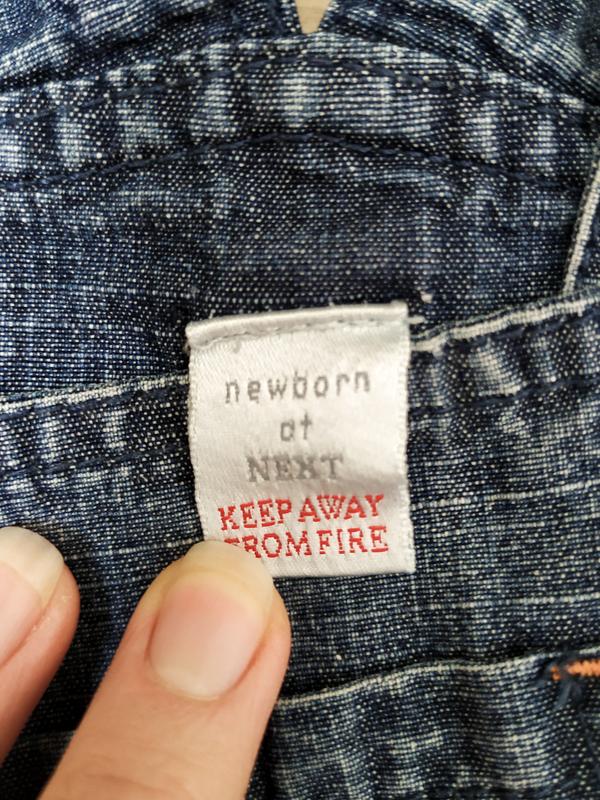 newborn
at
NEXT
KEEP AWAY
FROM FIRE